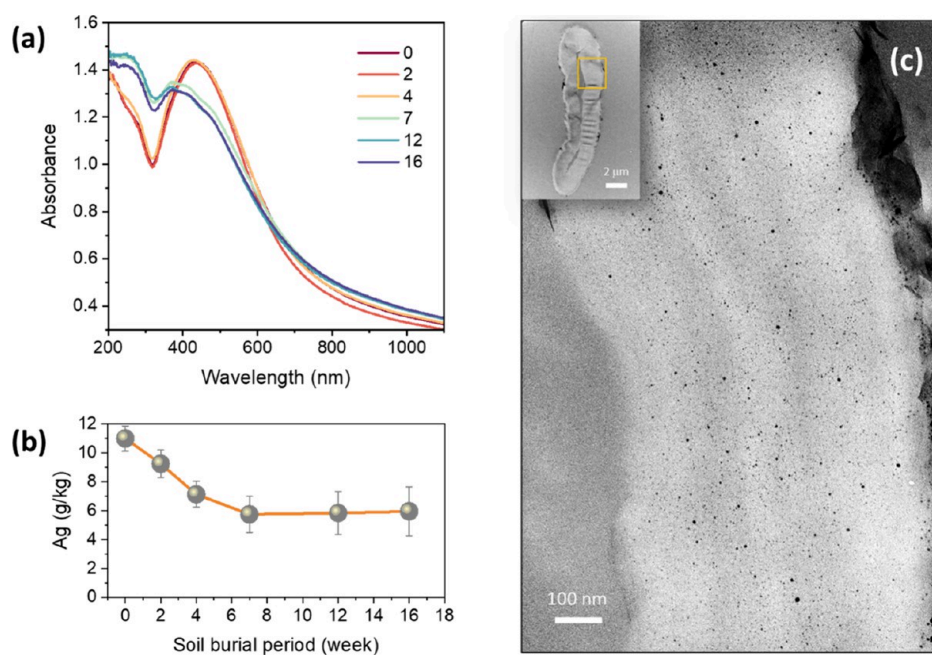 (a)
1.6
1.4
1.2
1.0
0.8
0.6
0.4
Absorbance
0
2
4
7
12
16
200 400 600 800 1000
Wavelength (nm)
(b)
12
10
8
6
4
2
0
Ag (g/kg)
0 2 4 6 8 10 12 14 16 18
Soil burial period (week)
(c)
2 μm
100 nm